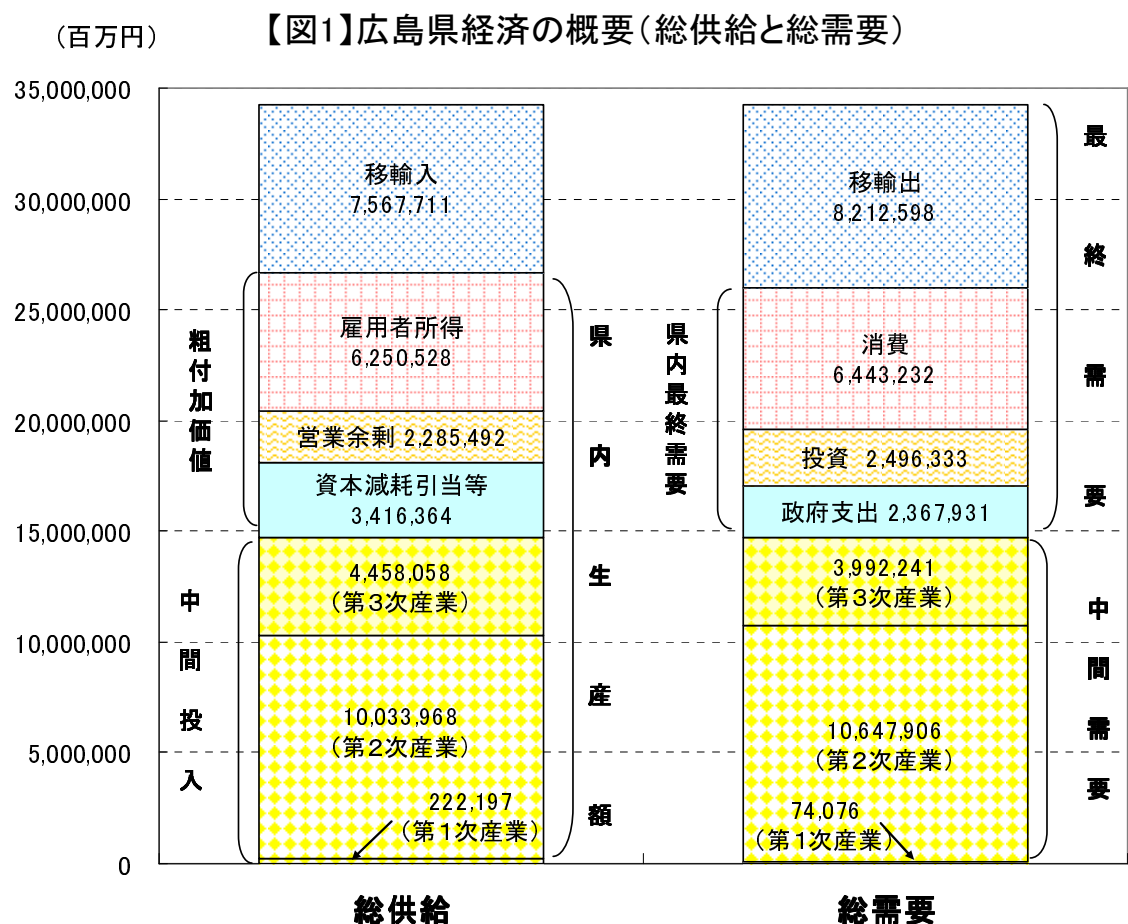 【図1】広島県経済の概要（総供給と総需要）
（百万円）
35,000,000
30,000,000
25,000,000
20,000,000
15,000,000
10,000,000
5,000,000
0
粗付加価値
中間投入
移輸入
7,567,711
雇用者所得
6,250,528
営業余剰 2,285,492
資本減耗引当等
3,416,364
4,458,058
（第３次産業）
10,033,968
（第２次産業）
222,197
（第１次産業）
県内生産額
県内最終需要
移輸出
8,212,598
消費
6,443,232
投資 2,496,333
政府支出 2,367,931
3,992,241
（第３次産業）
10,647,906
（第２次産業）
74,076
（第１次産業）
最終需要
中間需要
総供給
総需要